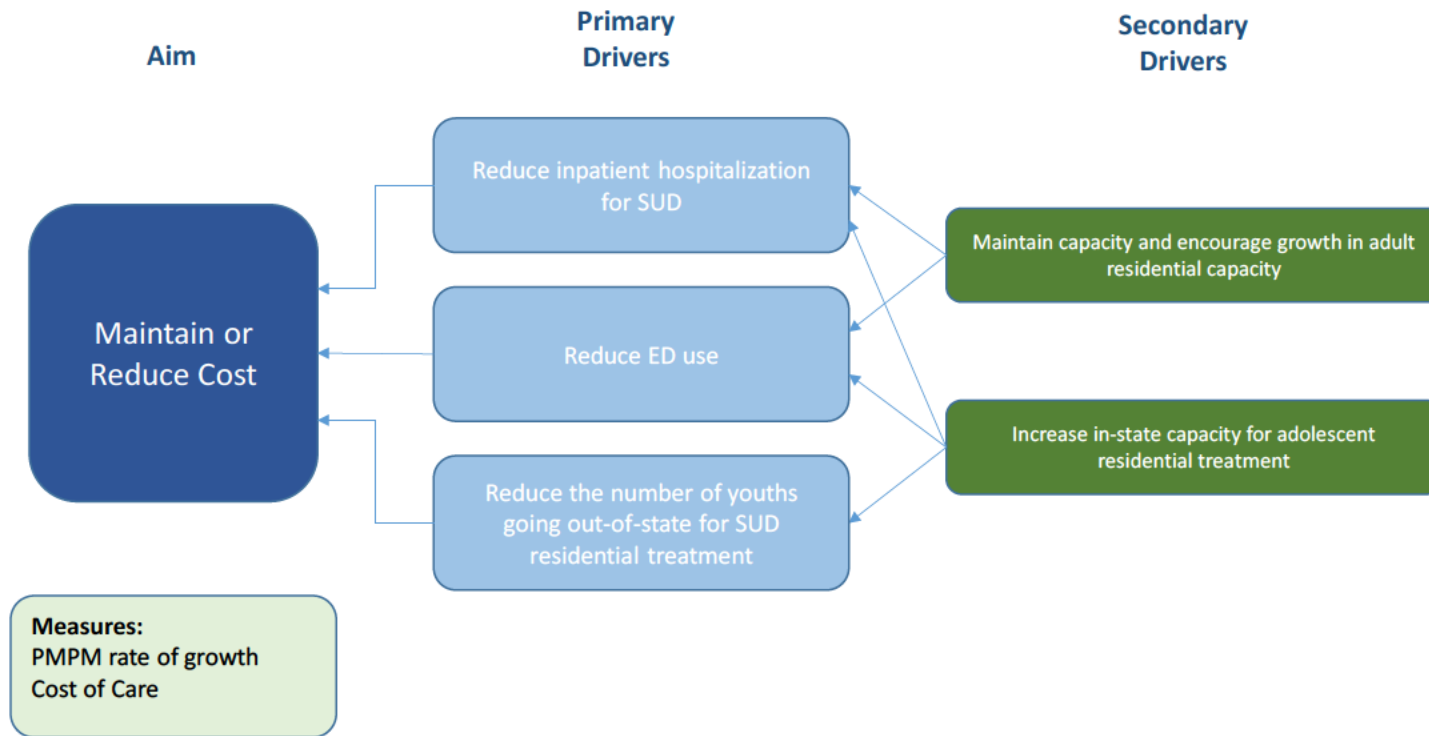 Aim
Primary
Drivers
Secondary
Drivers
Reduce inpatient hospitalization
for SUD
Maintain capacity and encourage growth in adult
residential capacity
Maintain or
Reduce Cost
Reduce ED use
Increase in-state capacity for adolescent
residential treatment
Reduce the number of youths
going out-of-state for SUD
residential treatment
Measures:
PMPM rate of growth
Cost of Care